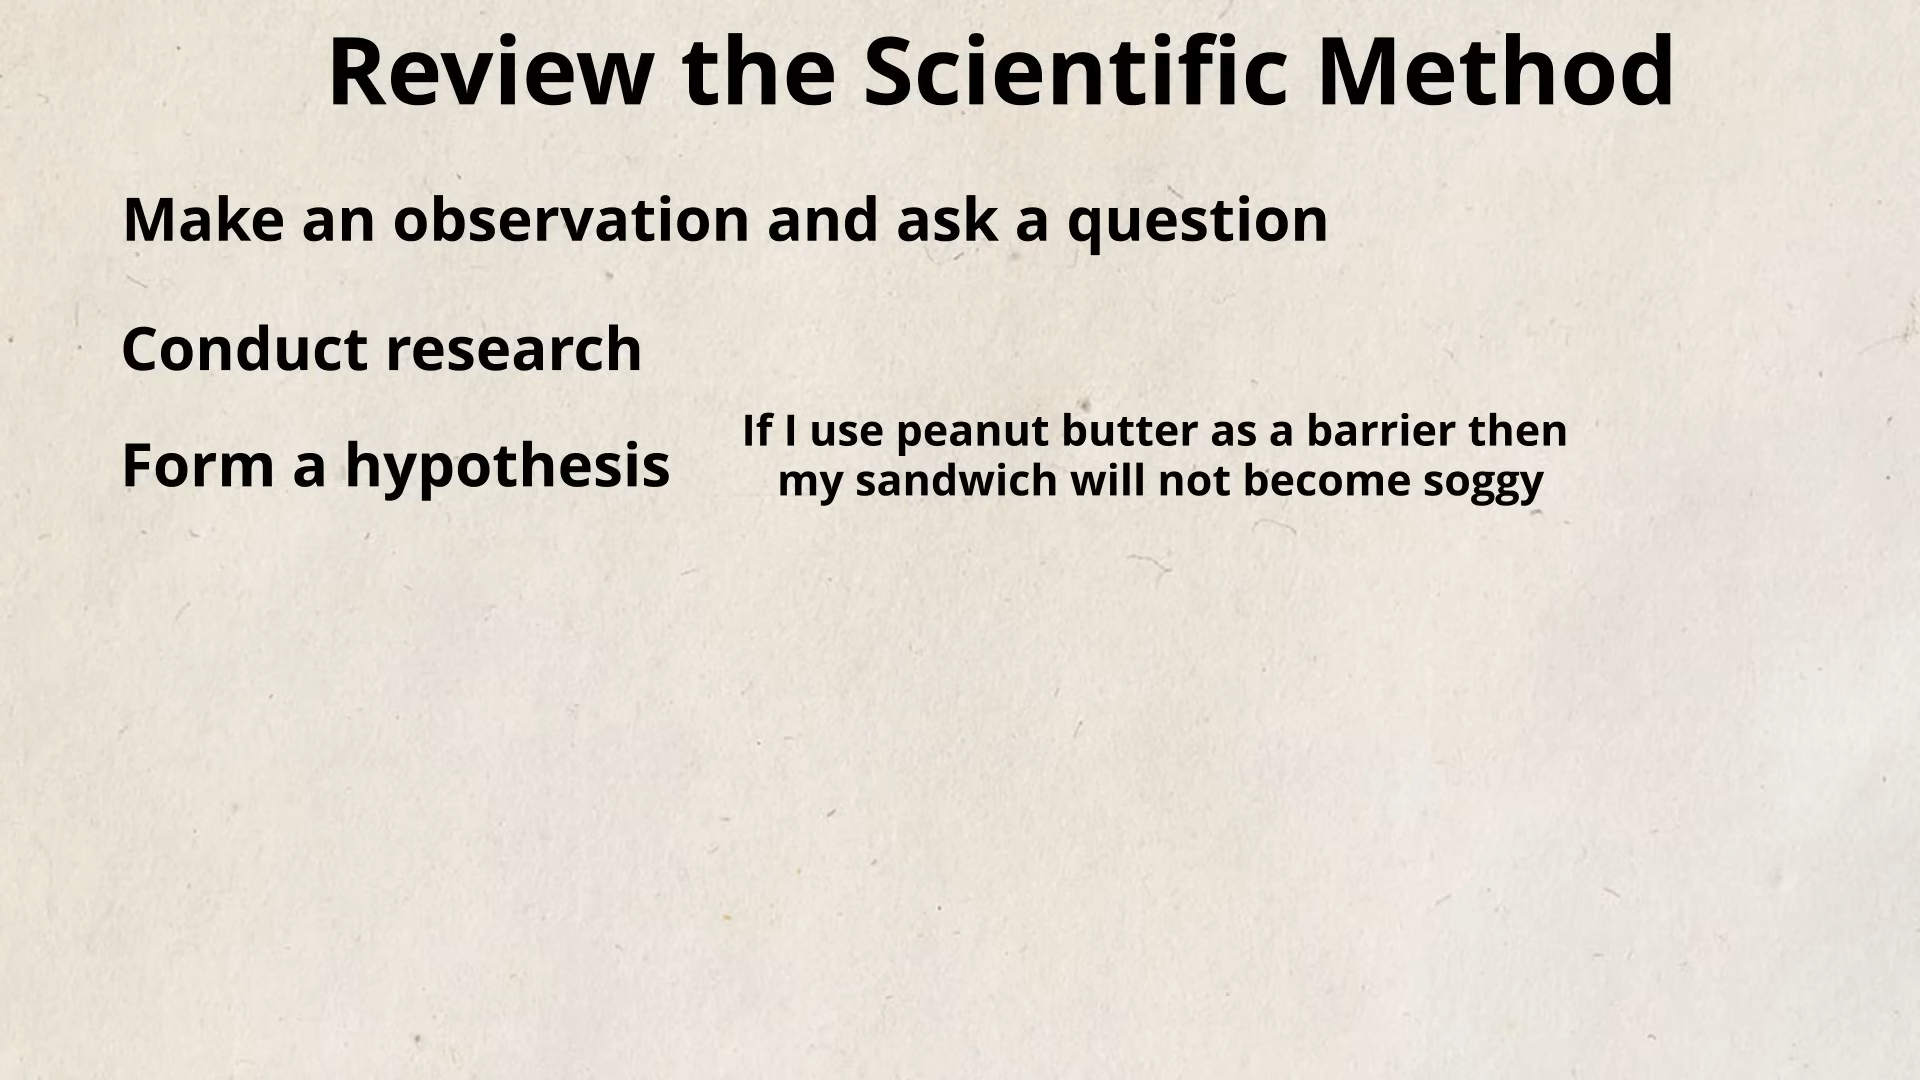 Review the Scientific Method
Make an observation and ask a question
Conduct research
Form a hypothesis
If I use peanut butter as a barrier then
my sandwich will not become soggy